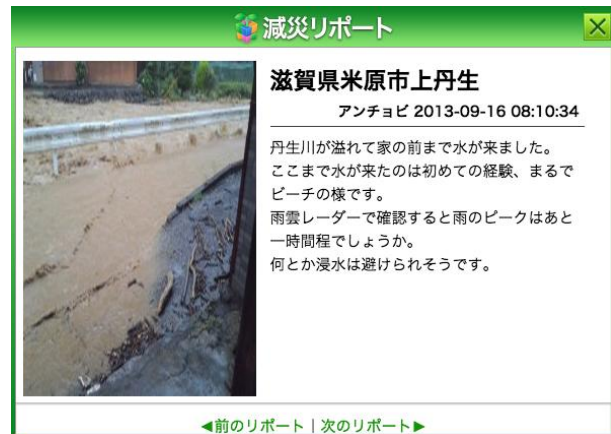 減災リポート
滋賀県米原市上丹生
アンチョビ 2013-09-16 08:10:34
丹生川が溢れて家の前まで水が来ました。
ここまで水が来たのは初めての経験、まるで
ビーチの様です。
雨雲レーダーで確認すると雨のピークはあと
一時間程でしょうか。
何とか浸水は避けられそうです。
◀前のリポート｜次のリポート▶